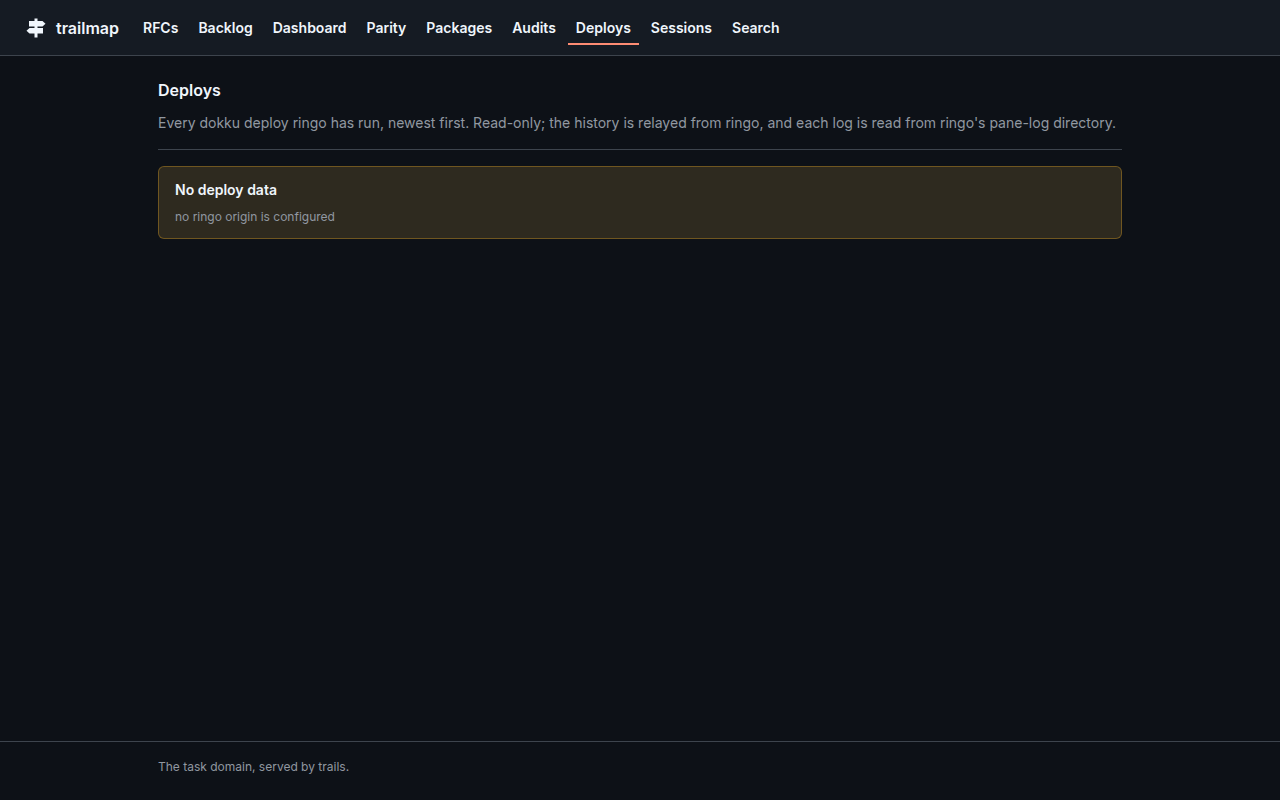 trailmap RFCs Backlog Dashboard Parity Packages Audits Deploys Sessions Search
Deploys
Every dokku deploy ringo has run, newest first. Read-only; the history is relayed from ringo, and each log is read from ringo's pane-log directory.
No deploy data
no ringo origin is configured
The task domain, served by trails.